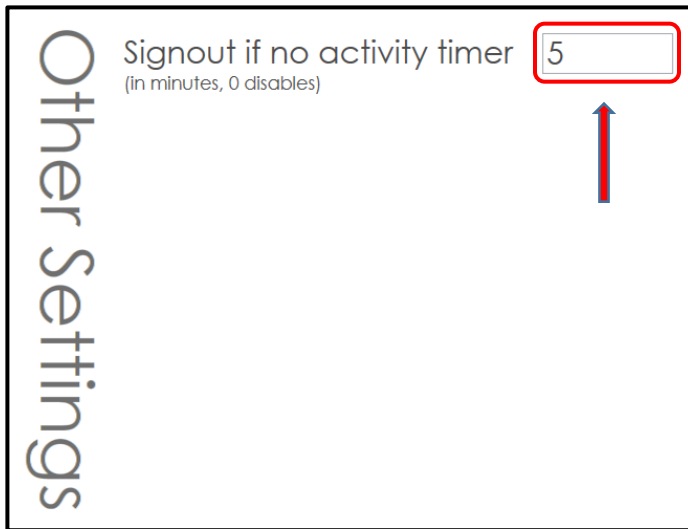 Other Settings
Signout if no activity timer
5
(in minutes, 0 disables)